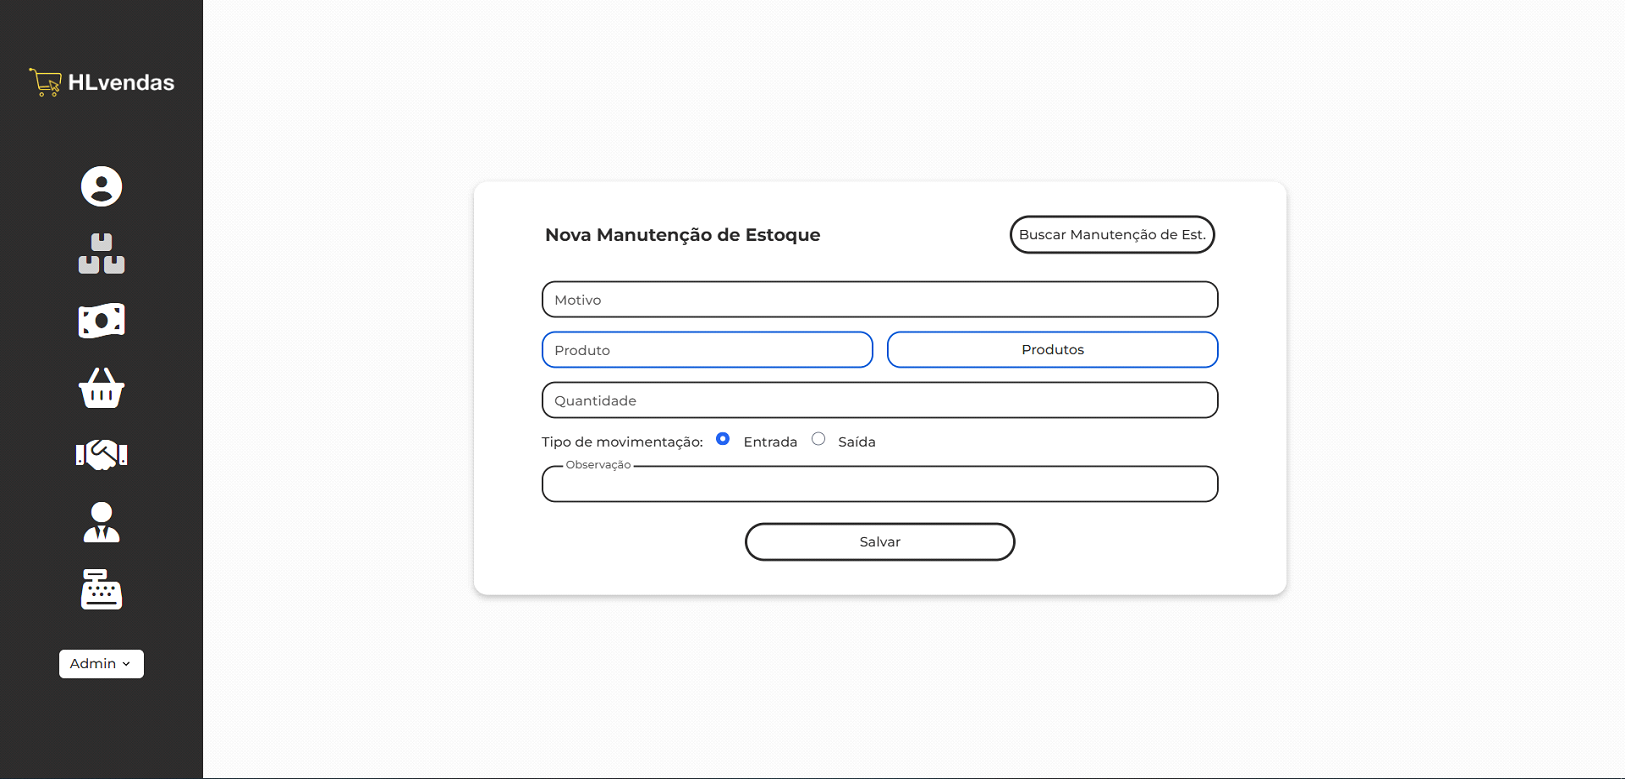 HLvendas
Nova Manutenção de Estoque
Buscar Manutenção de Est.
Motivo
Produto
Produtos
Quantidade
Tipo de movimentação: Entrada Saída
Observação
Salvar
Admin